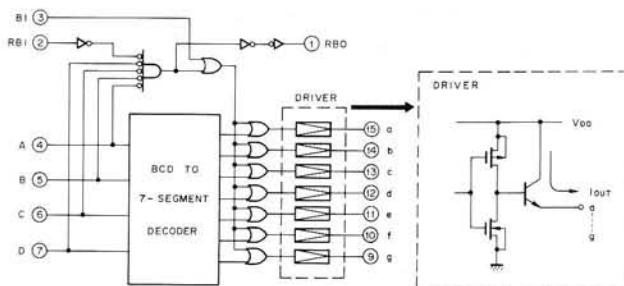 BI 3
RBI 2
1 RBO
DRIVER
DRIVER
VDD
IOUT
a
g
A 4
B 5
C 6
D 7
BCD TO
7-SEGMENT
DECODER
15 a
14 b
13 c
12 d
11 e
10 f
9 g